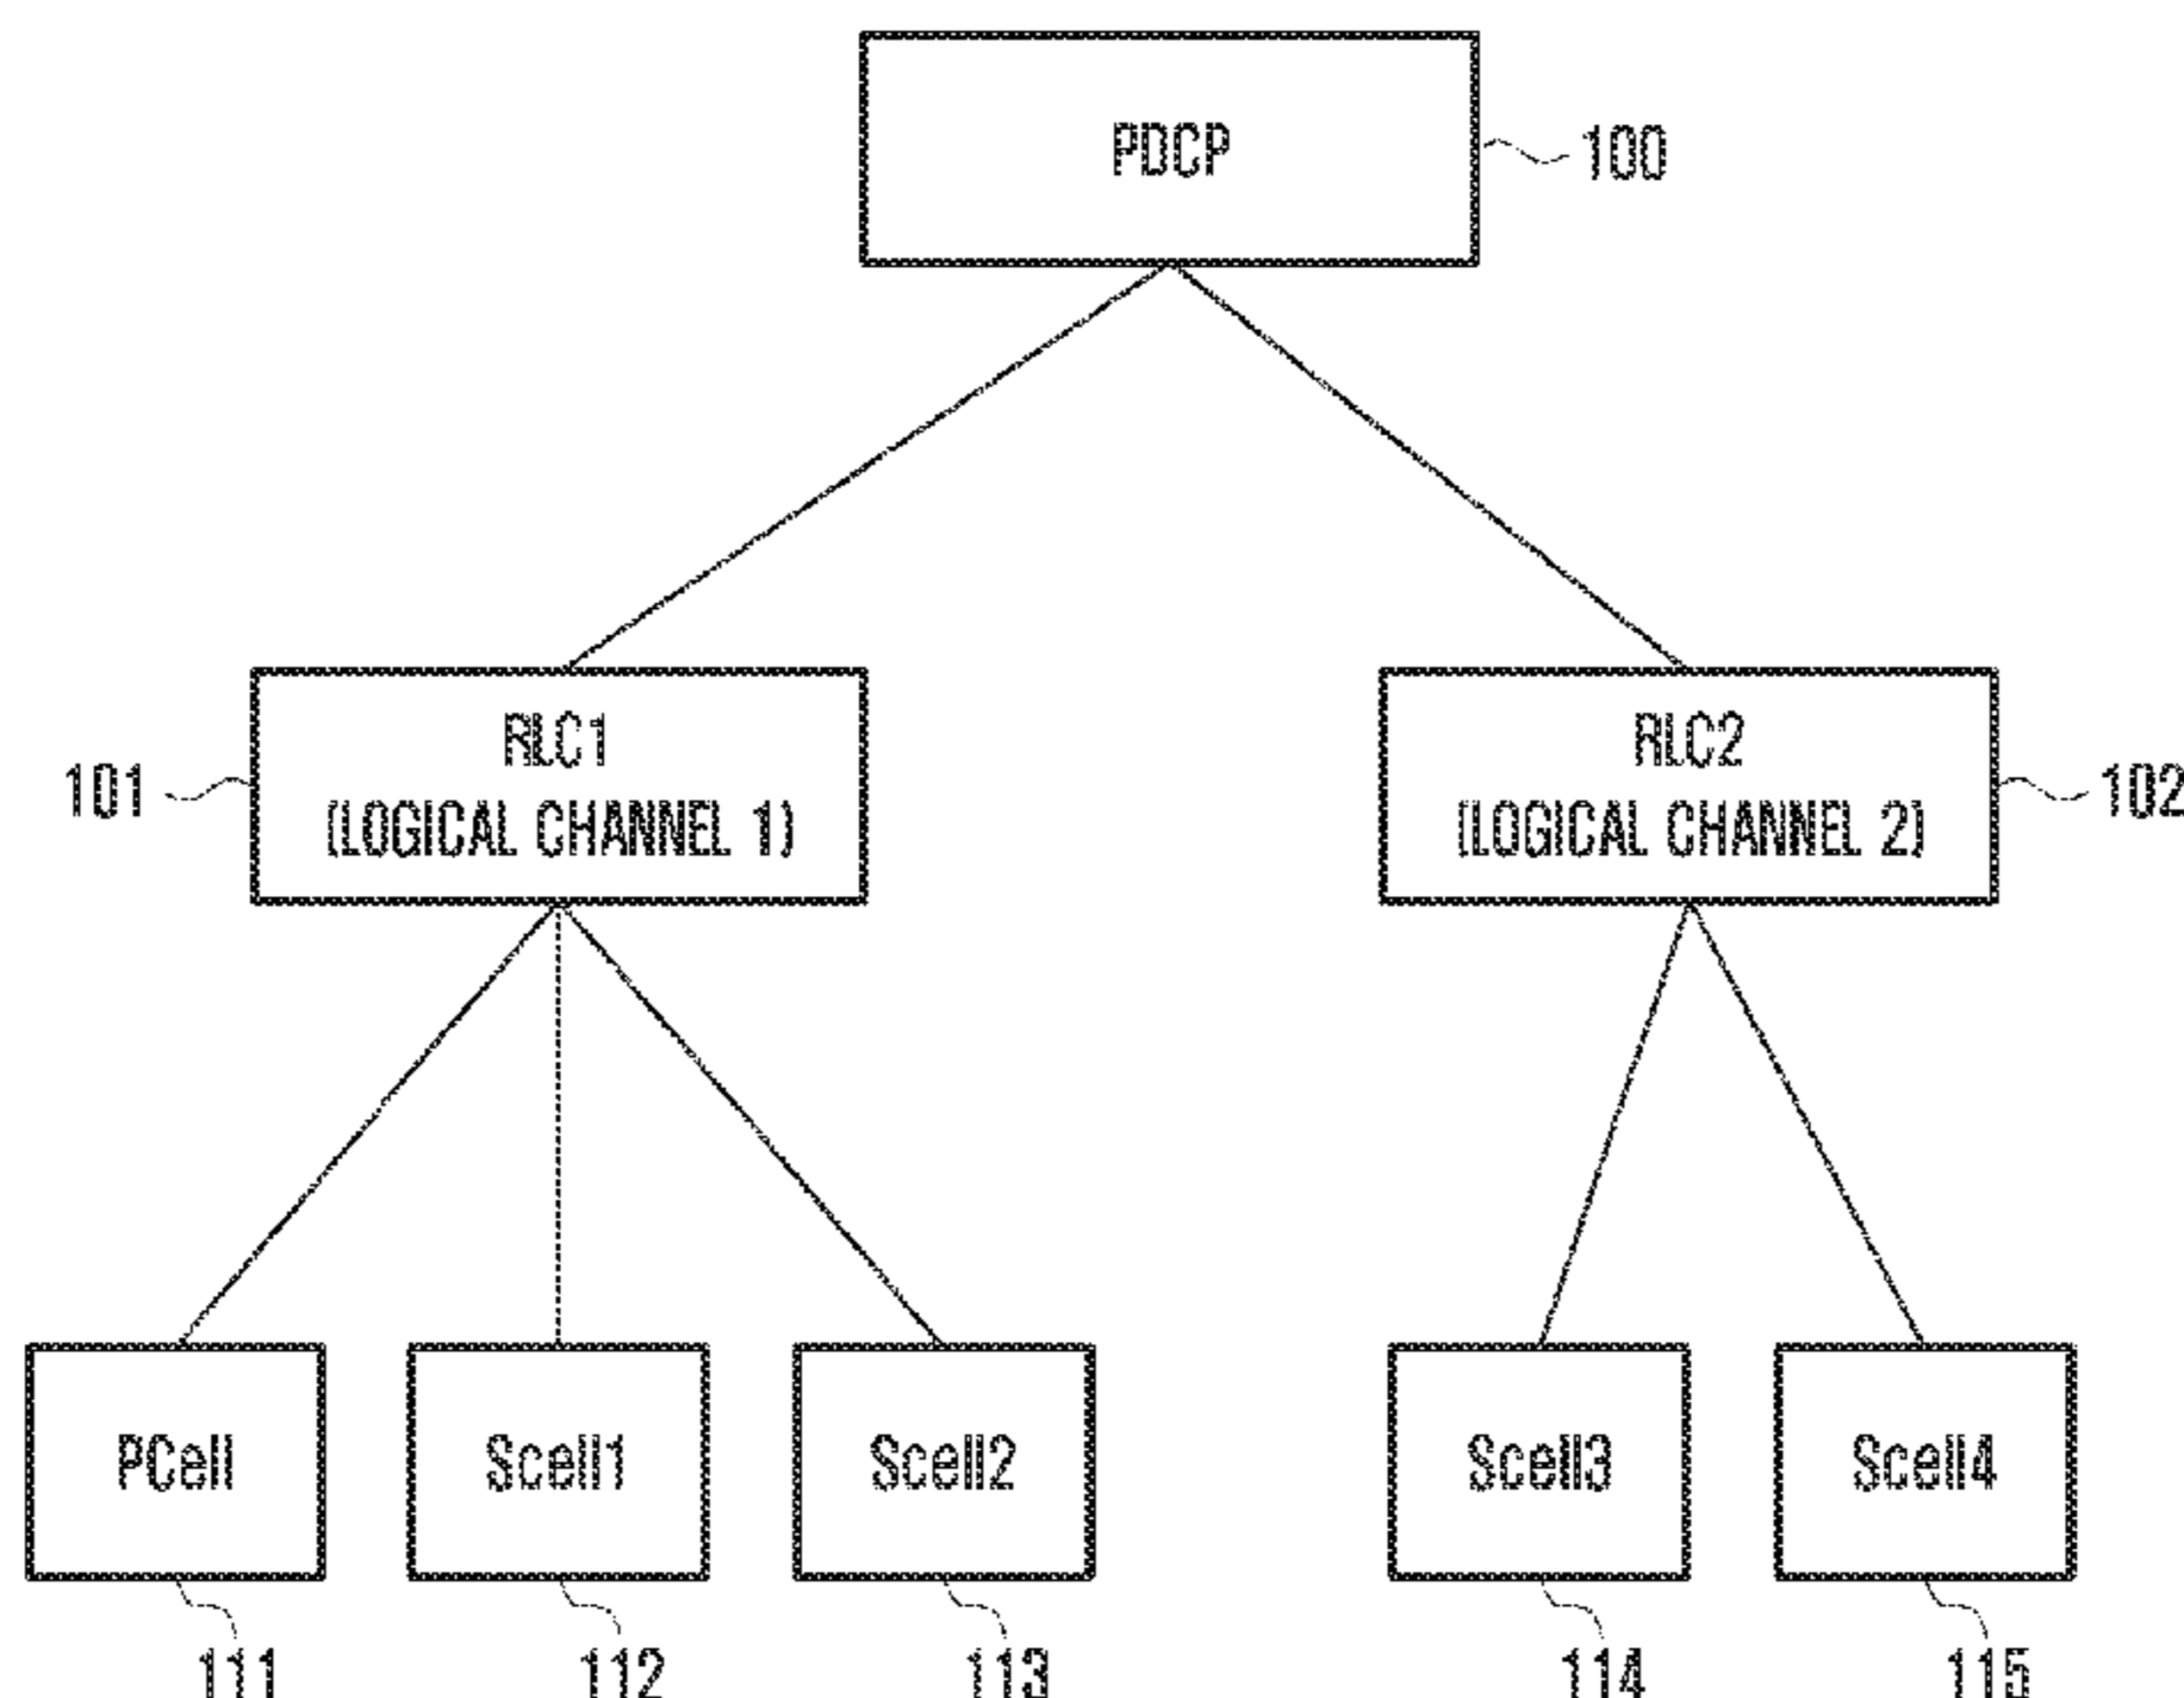 PDCP
100
RLC1
(LOGICAL CHANNEL 1)
101
RLC2
(LOGICAL CHANNEL 2)
102
PCell
Scell1
Scell2
Scell3
Scell4
111
112
113
114
115